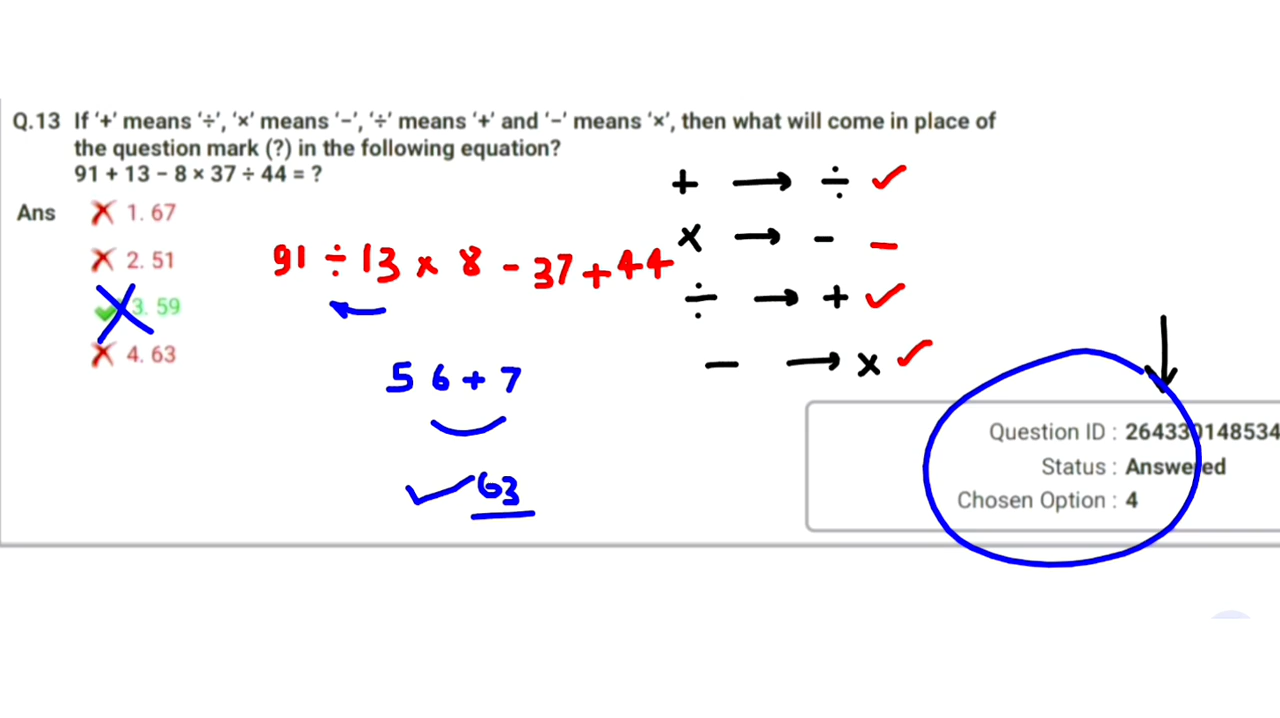 Q.13 If ‘+’ means ‘÷’, ‘×’ means ‘−’, ‘÷’ means ‘+’ and ‘−’ means ‘×’, then what will come in place of
the question mark (?) in the following equation?
91 + 13 − 8 × 37 ÷ 44 = ?
Ans 1. 67
2. 51
3. 59
4. 63
+ → ÷ ✓
× → - -
÷ → + ✓
- → × ✓
91 ÷ 13 × 8 - 37 + 44
56 + 7
✓ 63
Question ID : 264330148534
Status : Answered
Chosen Option : 4